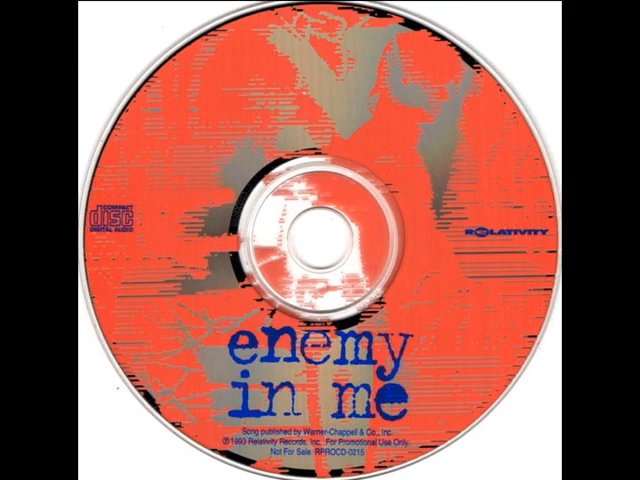 COMPACT
disc
DIGITAL AUDIO
RELATIVITY
enemy
in me
Song published by Warner-Chappell & Co., Inc.
℗1993 Relativity Records, Inc. For Promotional Use Only.
Not For Sale. RPROCD-0215